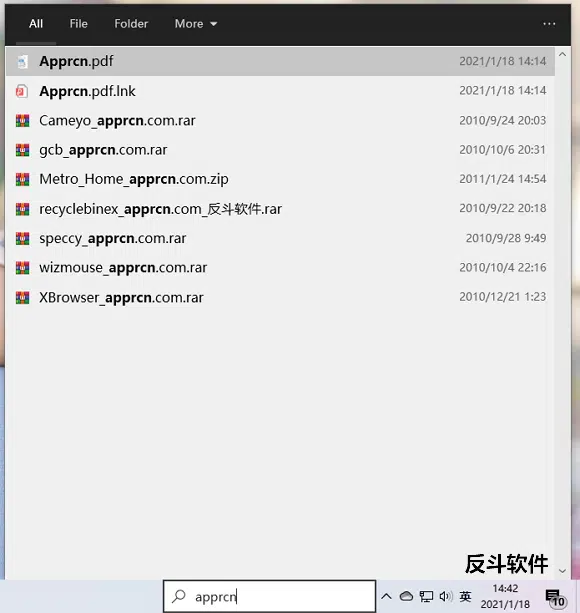 All File Folder More ...
Apprcn.pdf 2021/1/18 14:14
Apprcn.pdf.lnk 2021/1/18 14:14
Cameyo_apprcn.com.rar 2010/9/24 20:03
gcb_apprcn.com.rar 2010/10/6 20:31
Metro_Home_apprcn.com.zip 2011/1/24 14:54
recyclebinex_apprcn.com_反斗软件.rar 2010/9/22 20:18
speccy_apprcn.com.rar 2010/9/28 9:49
wizmouse_apprcn.com.rar 2010/10/4 22:16
XBrowser_apprcn.com.rar 2010/12/21 1:23
反斗软件
apprcn 英 14:42 10
2021/1/18